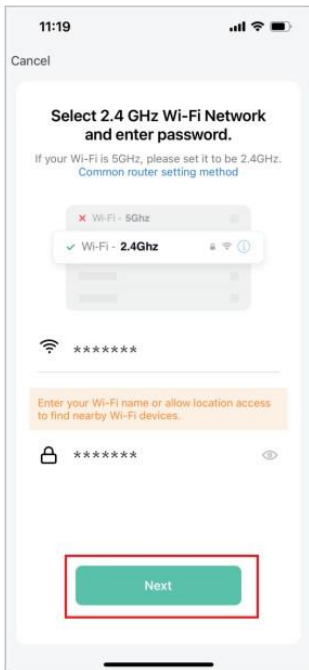 11:19
Cancel
Select 2.4 GHz Wi-Fi Network
and enter password.
If your Wi-Fi is 5GHz, please set it to be 2.4GHz.
Common router setting method
Wi-Fi - 5Ghz
Wi-Fi - 2.4Ghz
*******
Enter your Wi-Fi name or allow location access
to find nearby Wi-Fi devices.
*******
Next